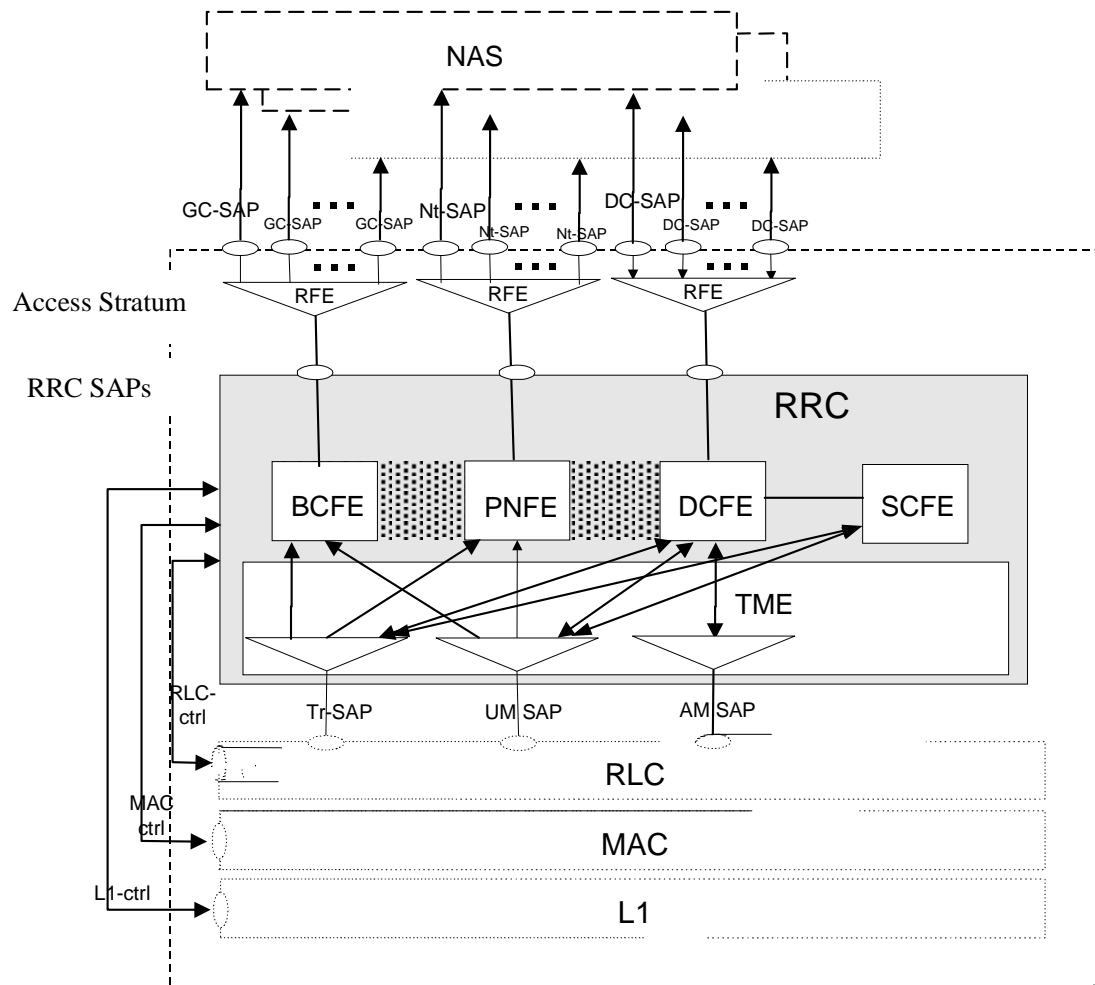 NAS
GC-SAP
GC-SAP
GC-SAP
Nt-SAP
Nt-SAP
Nt-SAP
DC-SAP
DC-SAP
DC-SAP
Access Stratum
RFE
RFE
RFE
RRC SAPs
RRC
BCFE
PNFE
DCFE
SCFE
TME
RLC-
ctrl
Tr-SAP
UM SAP
AM SAP
RLC
MAC
ctrl
MAC
L1-ctrl
L1